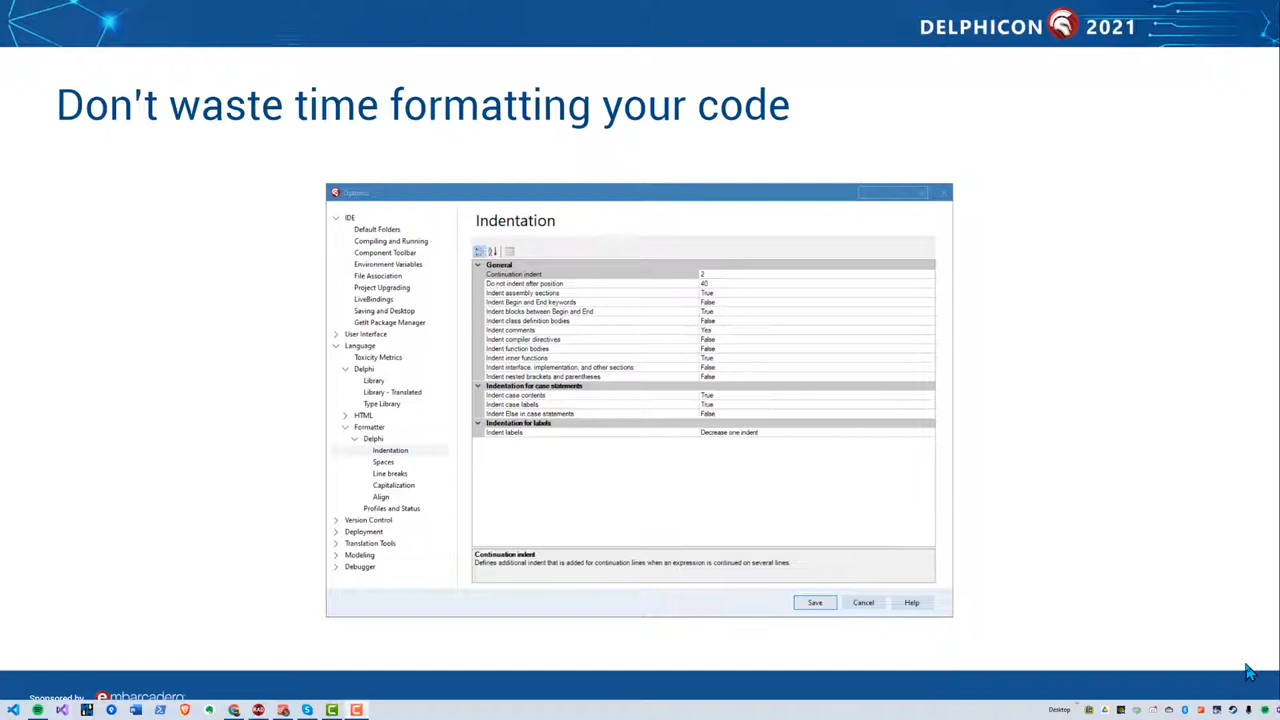 DELPHICON 2021
Don't waste time formatting your code
Options
IDE
Default Folders
Compiling and Running
Component Toolbar
Environment Variables
File Association
Project Upgrading
LiveBindings
Saving and Desktop
GetIt Package Manager
User Interface
Language
Toxicity Metrics
Delphi
Library
Library - Translated
Type Library
HTML
Formatter
Delphi
Indentation
Spaces
Line breaks
Capitalization
Align
Profiles and Status
Version Control
Deployment
Translation Tools
Modeling
Debugger
Indentation
General
Continuation indent 2
Do not indent after position 40
Indent assembly sections True
Indent Begin and End keywords False
Indent blocks between Begin and End True
Indent class definition bodies False
Indent comments Yes
Indent compiler directives False
Indent function bodies False
Indent inner functions True
Indent interface, implementation, and other sections False
Indent nested brackets and parentheses False
Indentation for case statements
Indent case contents True
Indent case labels True
Indent Else in case statements False
Indentation for labels
Indent labels Decrease one indent
Continuation indent
Defines additional indent that is added for continuation lines when an expression is continued on several lines.
Save Cancel Help
Sponsored by embarcadero
Desktop